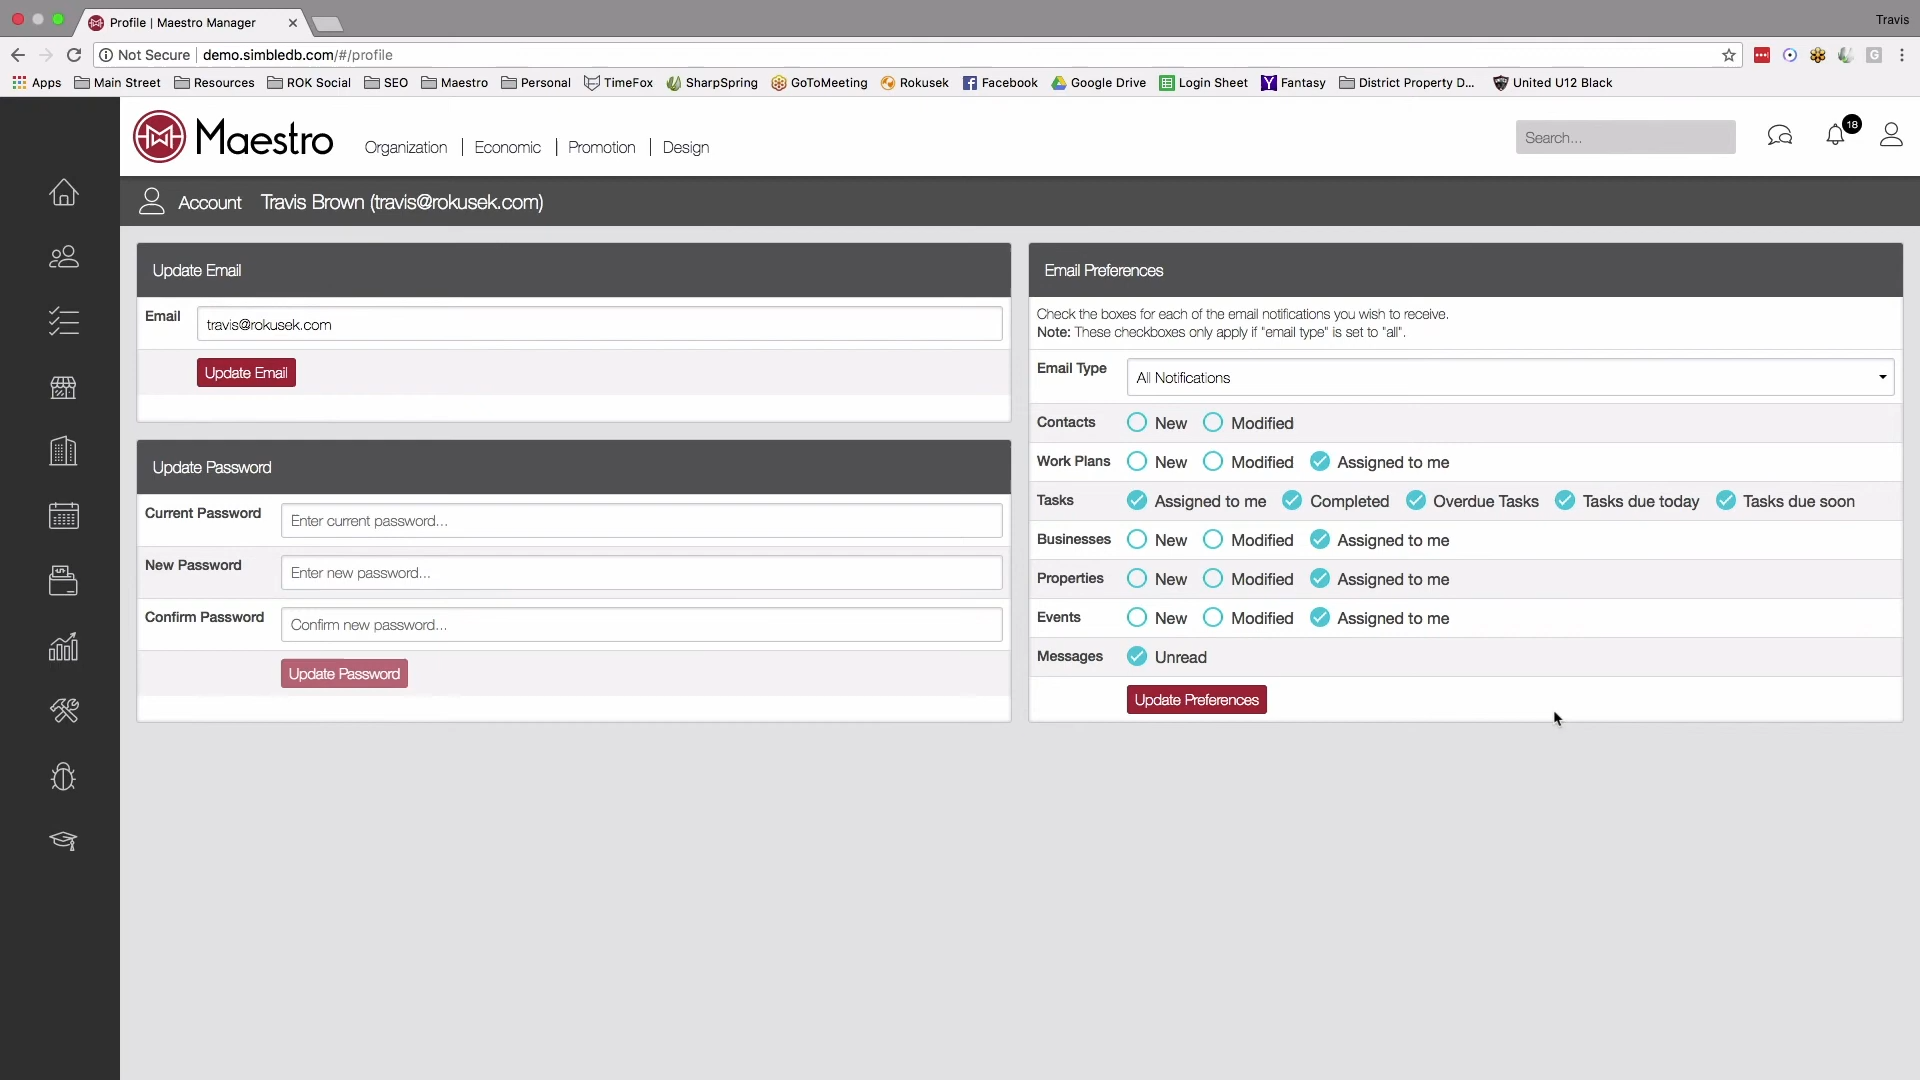 Profile | Maestro Manager
Travis
Not Secure | demo.simbledb.com/#/profile
Apps Main Street Resources ROK Social SEO Maestro Personal TimeFox SharpSpring GoToMeeting Rokusek Facebook Google Drive Login Sheet Fantasy District Property D... United U12 Black
Maestro
Organization | Economic | Promotion | Design
Search...
18
Account Travis Brown (travis@rokusek.com)
Update Email
Email travis@rokusek.com
Update Email
Update Password
Current Password Enter current password...
New Password Enter new password...
Confirm Password Confirm new password...
Update Password
Email Preferences
Check the boxes for each of the email notifications you wish to receive.
Note: These checkboxes only apply if "email type" is set to "all".
Email Type All Notifications
Contacts New Modified
Work Plans New Modified Assigned to me
Tasks Assigned to me Completed Overdue Tasks Tasks due today Tasks due soon
Businesses New Modified Assigned to me
Properties New Modified Assigned to me
Events New Modified Assigned to me
Messages Unread
Update Preferences